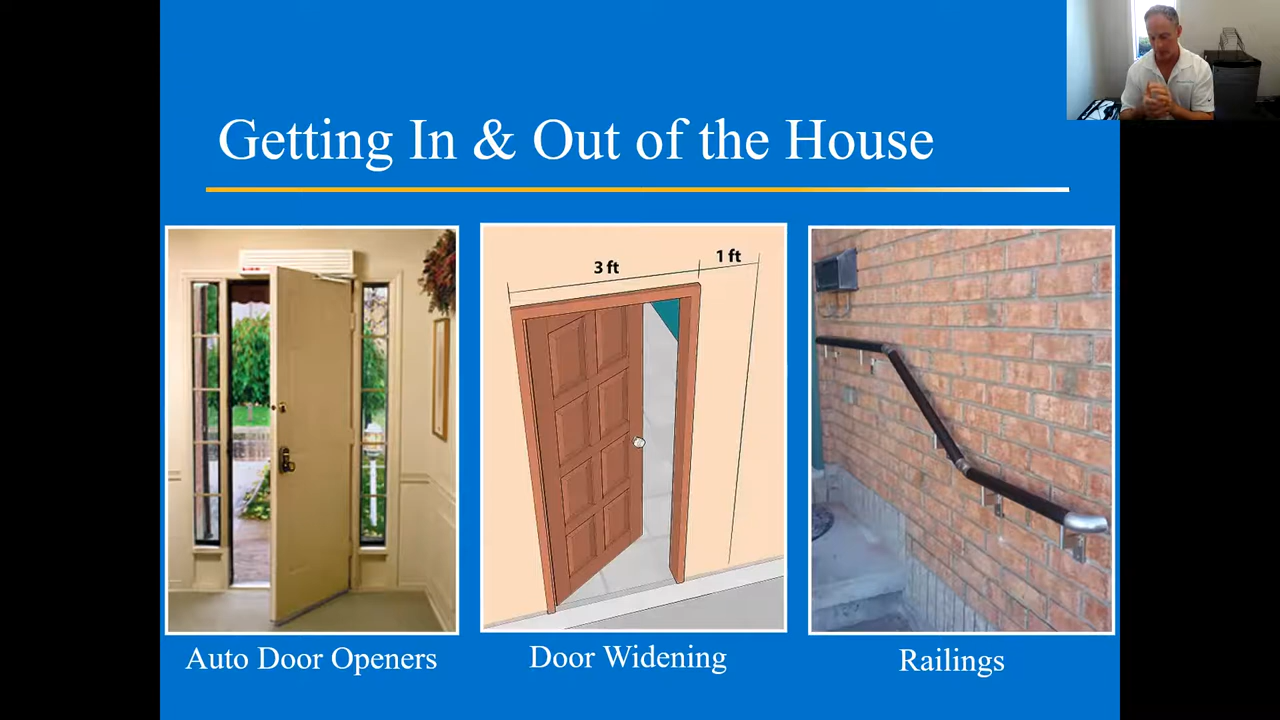 Getting In & Out of the House
3 ft
1 ft
Auto Door Openers
Door Widening
Railings